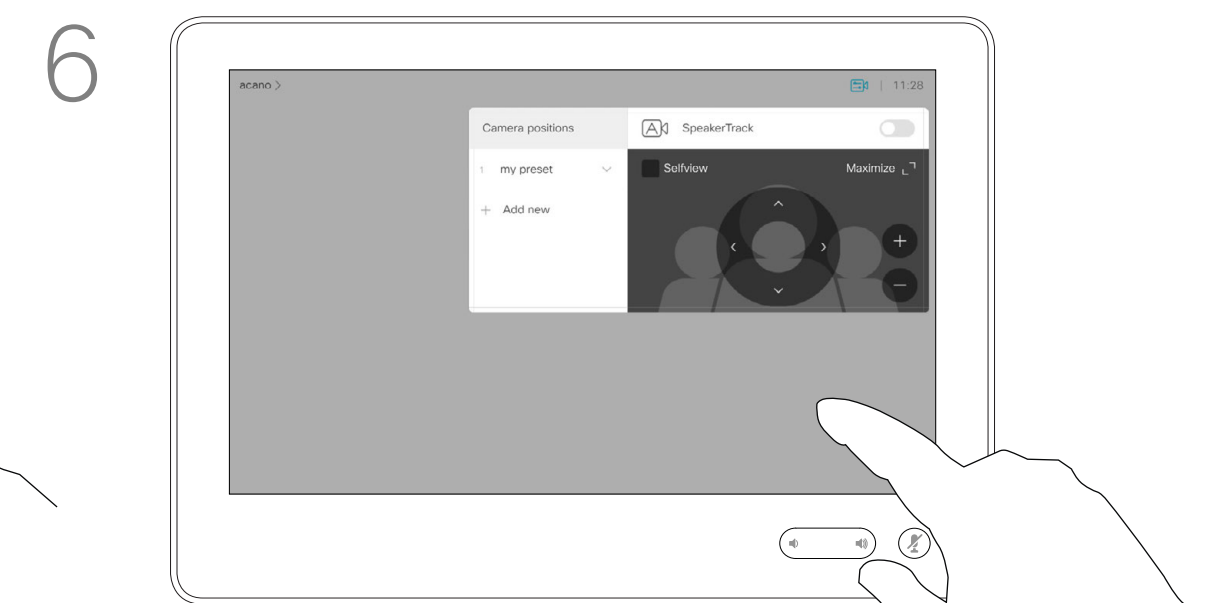 6
acano >
11:28
Camera positions
A SpeakerTrack
1 my preset
Selfview
Maximize
+ Add new
+
−